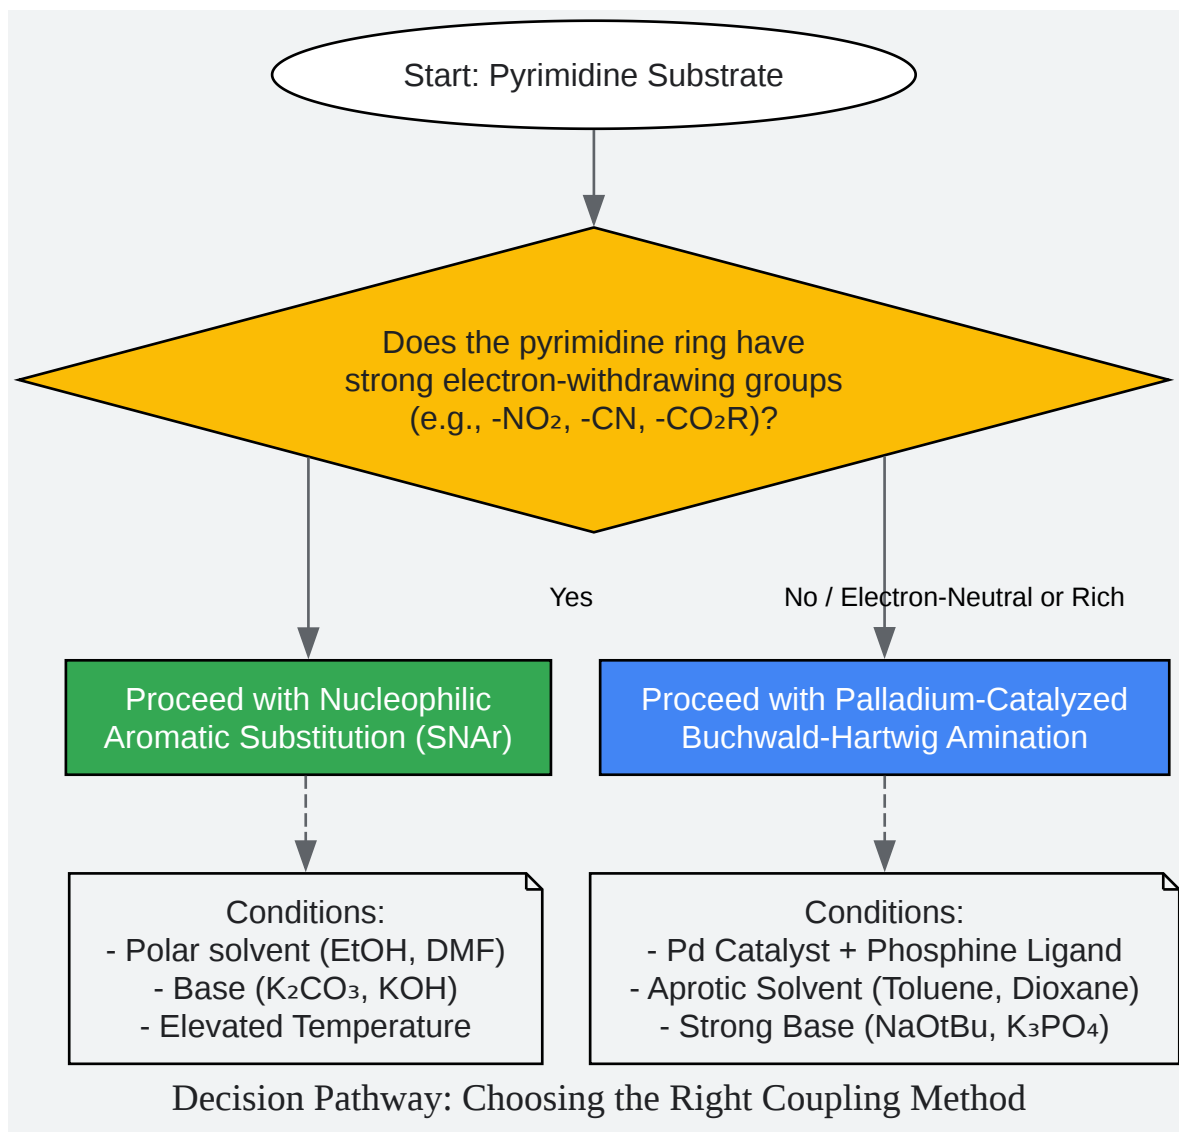 Start: Pyrimidine Substrate
Does the pyrimidine ring have
strong electron-withdrawing groups
(e.g., -NO₂, -CN, -CO₂R)?
Yes
No / Electron-Neutral or Rich
Proceed with Nucleophilic
Aromatic Substitution (SNAr)
Proceed with Palladium-Catalyzed
Buchwald-Hartwig Amination
Conditions:
- Polar solvent (EtOH, DMF)
- Base (K₂CO₃, KOH)
- Elevated Temperature
Conditions:
- Pd Catalyst + Phosphine Ligand
- Aprotic Solvent (Toluene, Dioxane)
- Strong Base (NaOtBu, K₃PO₄)
Decision Pathway: Choosing the Right Coupling Method